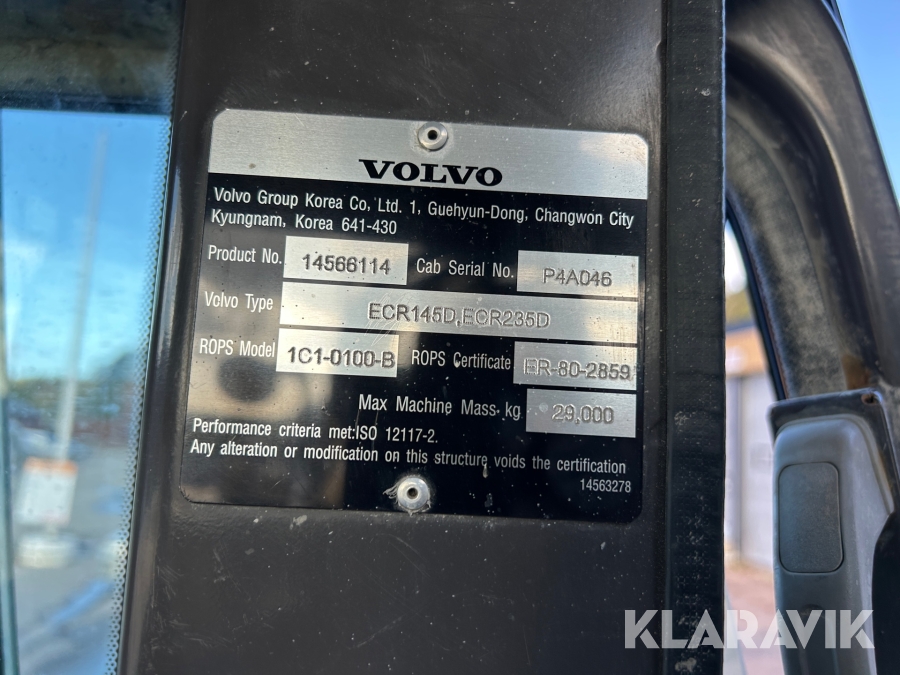 VOLVO
Volvo Group Korea Co, Ltd. 1, Guehyun-Dong, Changwon City
Kyungnam, Korea 641-430
Product No. 14566114 Cab Serial No. P4A046
Volvo Type ECR145D,ECR235D
ROPS Model 1C1-0100-B ROPS Certificate BR-80-2859
Max Machine Mass kg 29,000
Performance criteria met:ISO 12117-2.
Any alteration or modification on this structure voids the certification
14563278
KLARAVIK